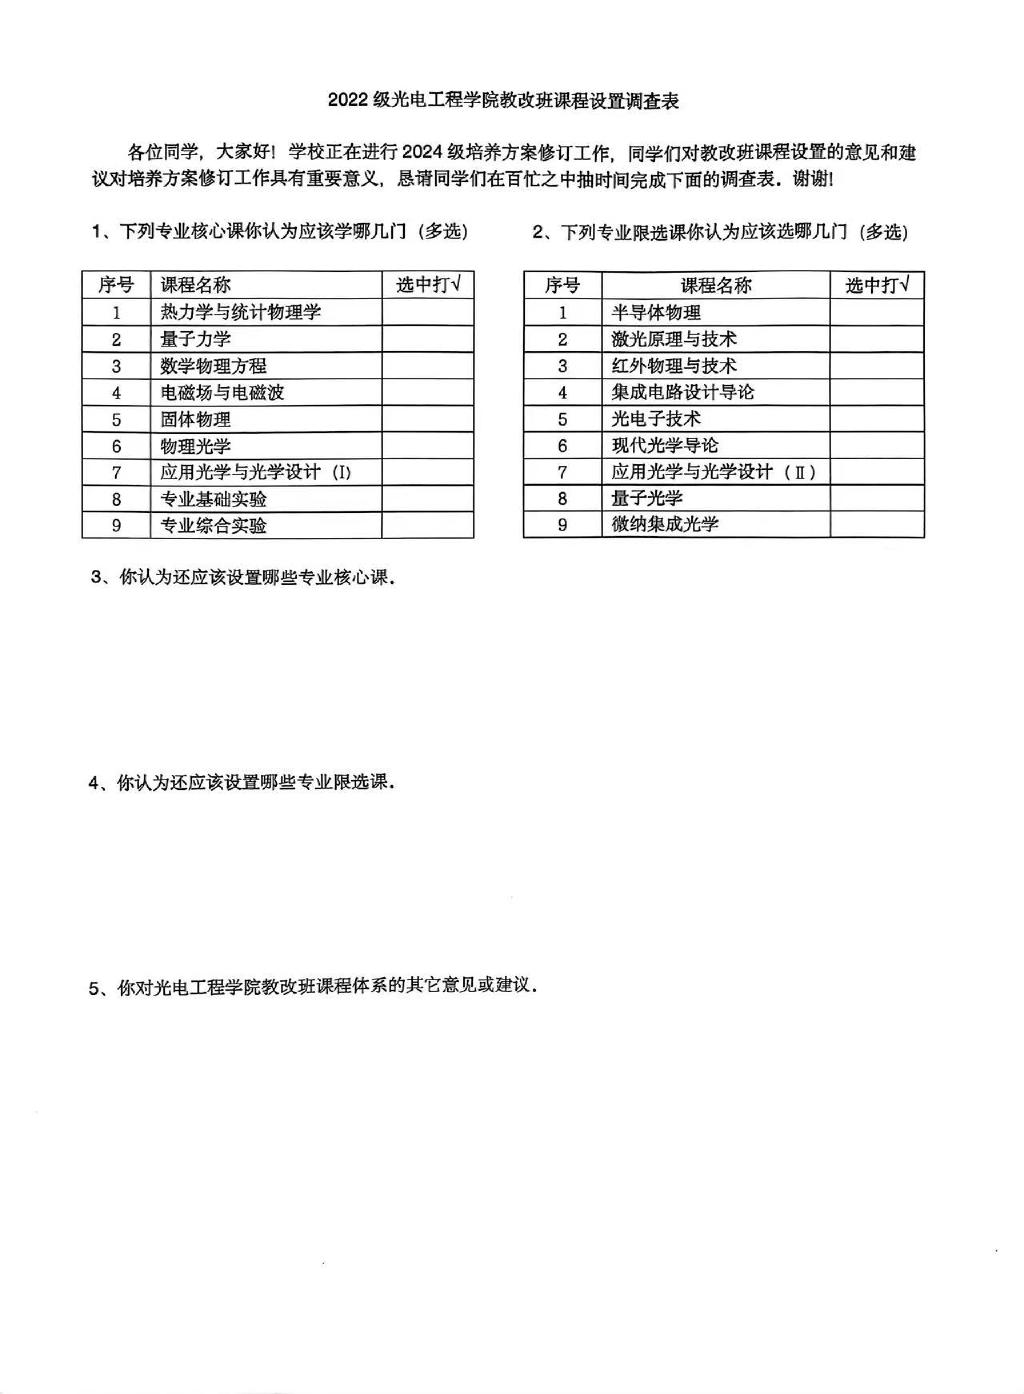 2022 级光电工程学院教改班课程设置调查表
各位同学，大家好！学校正在进行 2024 级培养方案修订工作，同学们对教改班课程设置的意见和建
议对培养方案修订工作具有重要意义，恳请同学们在百忙之中抽时间完成下面的调查表．谢谢！
1、下列专业核心课你认为应该学哪几门（多选）
序号 课程名称 选中打√
1 热力学与统计物理学
2 量子力学
3 数学物理方程
4 电磁场与电磁波
5 固体物理
6 物理光学
7 应用光学与光学设计（I）
8 专业基础实验
9 专业综合实验
2、下列专业限选课你认为应该选哪几门（多选）
序号 课程名称 选中打√
1 半导体物理
2 激光原理与技术
3 红外物理与技术
4 集成电路设计导论
5 光电子技术
6 现代光学导论
7 应用光学与光学设计（Ⅱ）
8 量子光学
9 微纳集成光学
3、你认为还应该设置哪些专业核心课．
4、你认为还应该设置哪些专业限选课．
5、你对光电工程学院教改班课程体系的其它意见或建议．